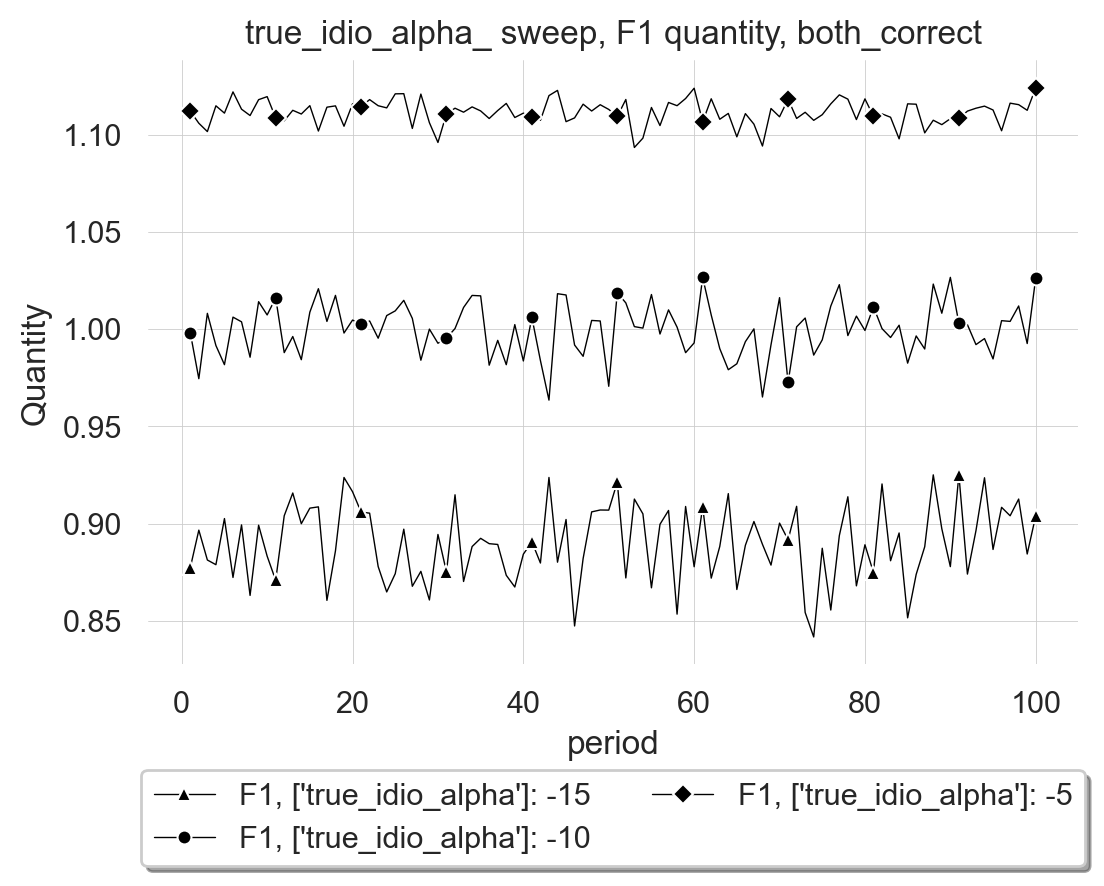 true_idio_alpha_ sweep, F1 quantity, both_correct
1.10
1.05
1.00
0.95
0.90
0.85
Quantity
0 20 40 60 80 100
period
F1, ['true_idio_alpha']: -15
F1, ['true_idio_alpha']: -10
F1, ['true_idio_alpha']: -5